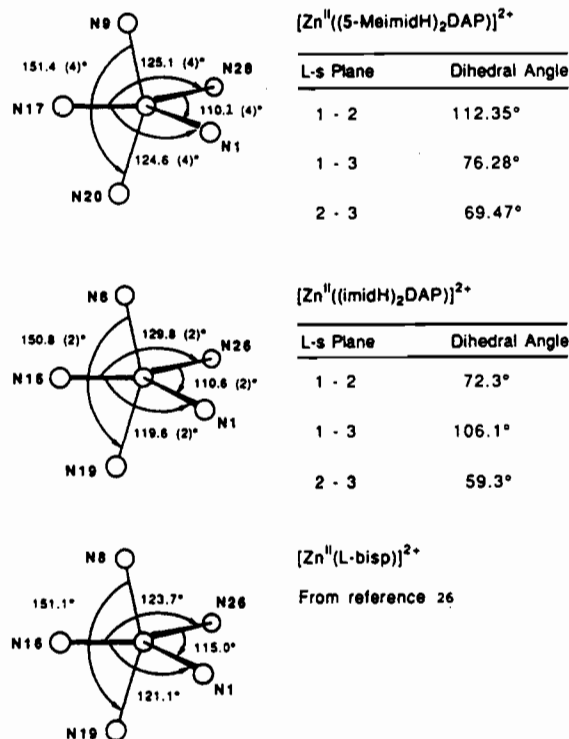 N9
[Zn^II((5-MeimidH)₂DAP)]²⁺
151.4 (4)°
125.1 (4)°
N28
N17
110.1 (4)°
N1
124.6 (4)°
N20
L-s Plane Dihedral Angle
1 - 2 112.35°
1 - 3 76.28°
2 - 3 69.47°
N6
[Zn^II((imidH)₂DAP)]²⁺
150.8 (2)°
129.8 (2)°
N26
N16
110.6 (2)°
N1
119.6 (2)°
N19
L-s Plane Dihedral Angle
1 - 2 72.3°
1 - 3 106.1°
2 - 3 59.3°
N8
[Zn^II(L-bisp)]²⁺
From reference 26
151.1°
123.7°
N26
N16
115.0°
N1
121.1°
N19